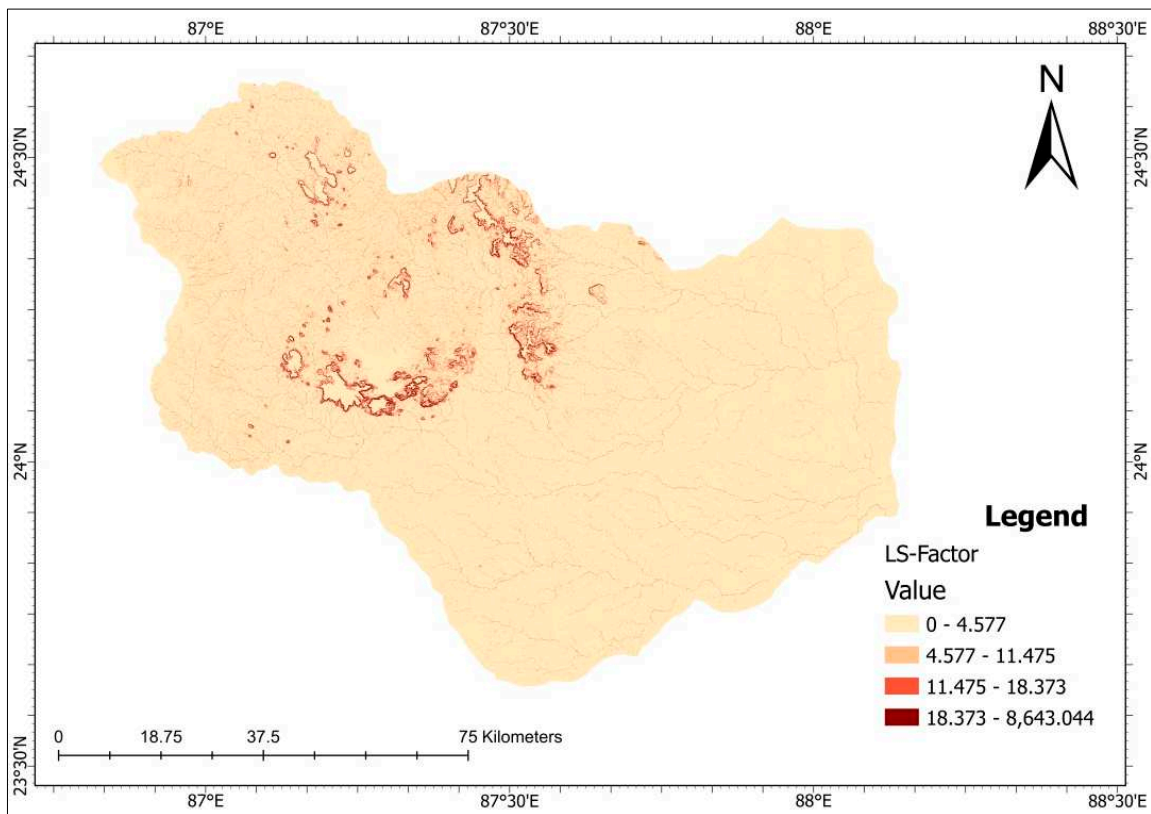 87°E 87°30'E 88°E 88°30'E
N
24°30'N 24°30'N
24°N 24°N
Legend
LS-Factor
Value
0 - 4.577
4.577 - 11.475
11.475 - 18.373
18.373 - 8,643.044
0 18.75 37.5 75 Kilometers
23°30'N 23°30'N
87°E 87°30'E 88°E 88°30'E